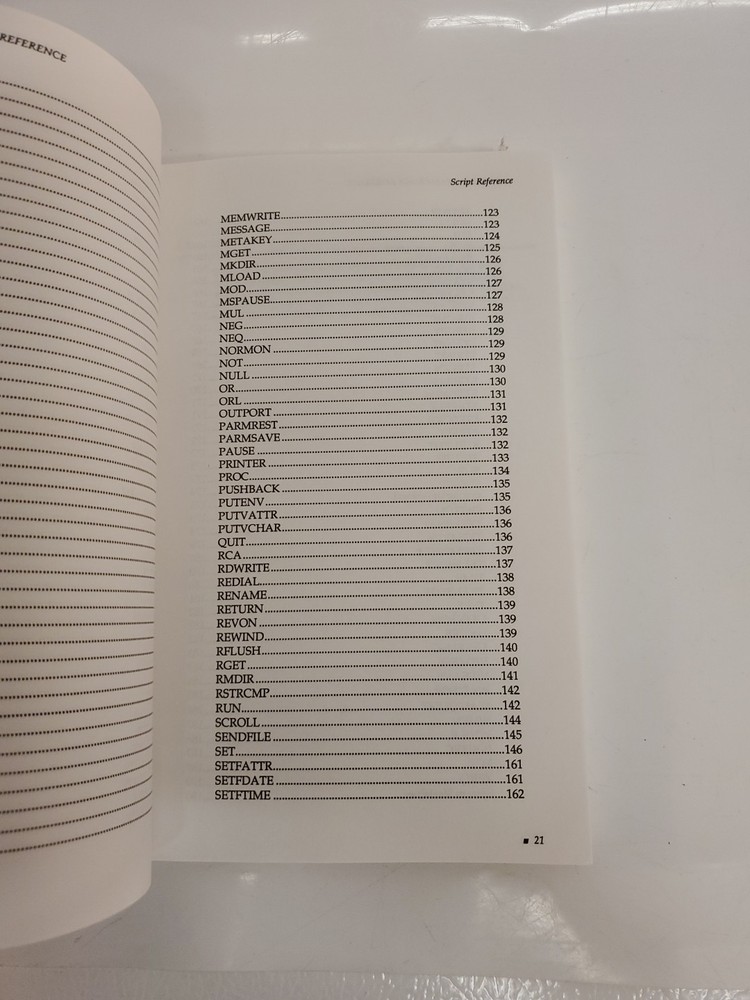 REFERENCE
Script Reference
MEMWRITE 123
MESSAGE 123
METAKEY 124
MGET 125
MKDIR 126
MLOAD 126
MOD 127
MSPAUSE 127
MUL 128
NEG 128
NEQ 129
NORMON 129
NOT 129
NULL 130
OR 130
ORL 131
OUTPORT 131
PARMREST 132
PARMSAVE 132
PAUSE 132
PRINTER 133
PROC 134
PUSHBACK 135
PUTENV 135
PUTVATTR 136
PUTVCHAR 136
QUIT 136
RCA 137
RDWRITE 137
REDIAL 138
RENAME 138
RETURN 139
REVON 139
REWIND 139
RFLUSH 140
RGET 140
RMDIR 141
RSTRCMP 142
RUN 142
SCROLL 144
SENDFILE 145
SET 146
SETFATTR 161
SETFDATE 161
SETFTIME 162
■ 21